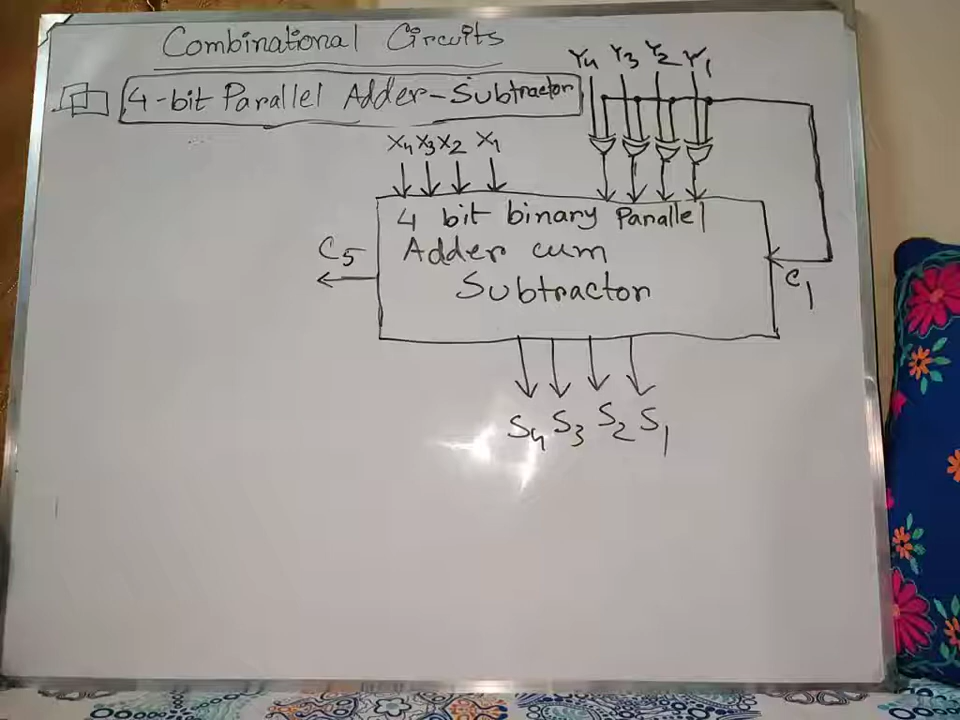 Combinational Circuits
4-bit Parallel Adder-Subtractor
Y4 Y3 Y2 Y1
X4 X3 X2 X1
4 bit binary Parallel
Adder cum
Subtractor
C5
C1
S4 S3 S2 S1